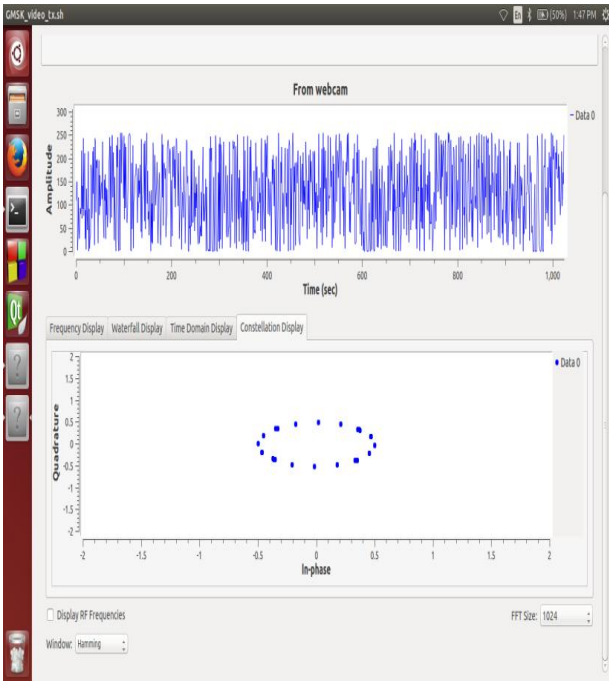 GMSK_video_tx.sh
En (50%) 1:47 PM
From webcam
Amplitude
300
250
200
150
100
50
0
Data 0
0 200 400 600 800 1,000
Time (sec)
Frequency Display Waterfall Display Time Domain Display Constellation Display
Quadrature
2
1.5
1
0.5
0
-0.5
-1
-1.5
-2
Data 0
-2 -1.5 -1 -0.5 0 0.5 1 1.5 2
In-phase
Display RF Frequencies
FFT Size: 1024
Window: Hamming
Qt